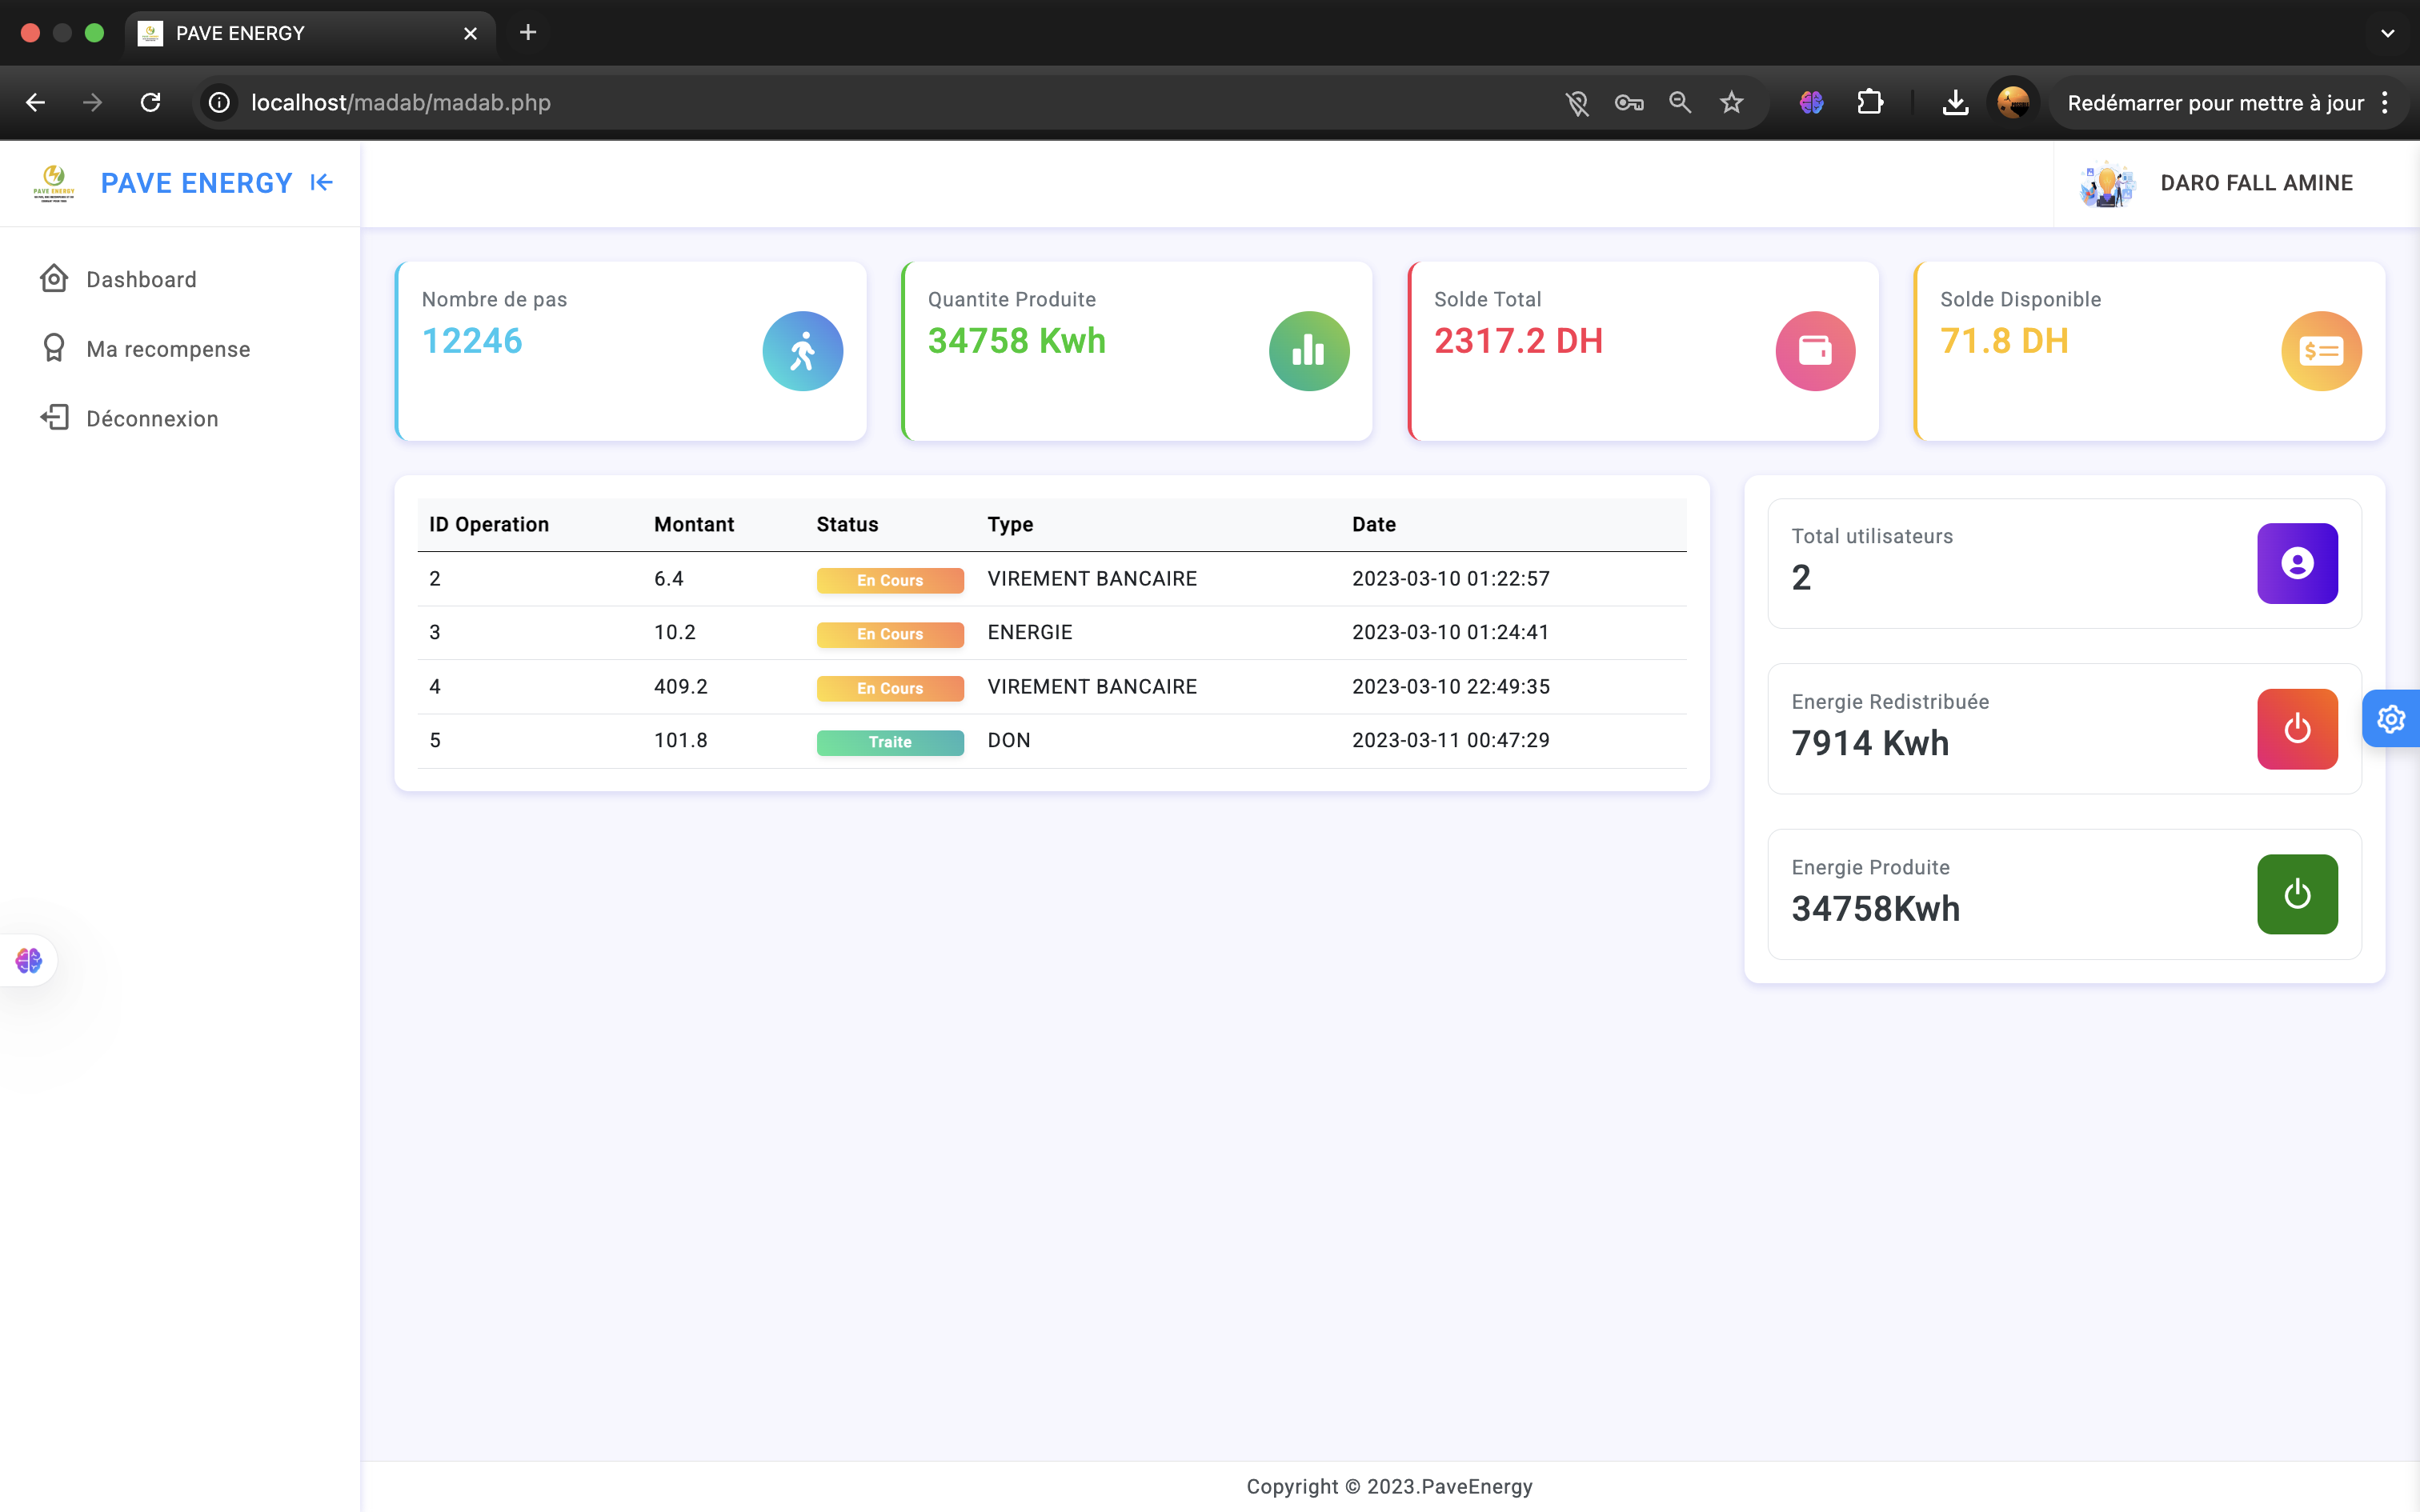 PAVE ENERGY
localhost/madab/madab.php
Redémarrer pour mettre à jour
PAVE ENERGY
PAVE ENERGY
DARO FALL AMINE
Dashboard
Ma recompense
Déconnexion
Nombre de pas
12246
Quantite Produite
34758 Kwh
Solde Total
2317.2 DH
Solde Disponible
71.8 DH
ID Operation Montant Status Type Date
2 6.4 En Cours VIREMENT BANCAIRE 2023-03-10 01:22:57
3 10.2 En Cours ENERGIE 2023-03-10 01:24:41
4 409.2 En Cours VIREMENT BANCAIRE 2023-03-10 22:49:35
5 101.8 Traite DON 2023-03-11 00:47:29
Total utilisateurs
2
Energie Redistribuée
7914 Kwh
Energie Produite
34758Kwh
Copyright © 2023.PaveEnergy